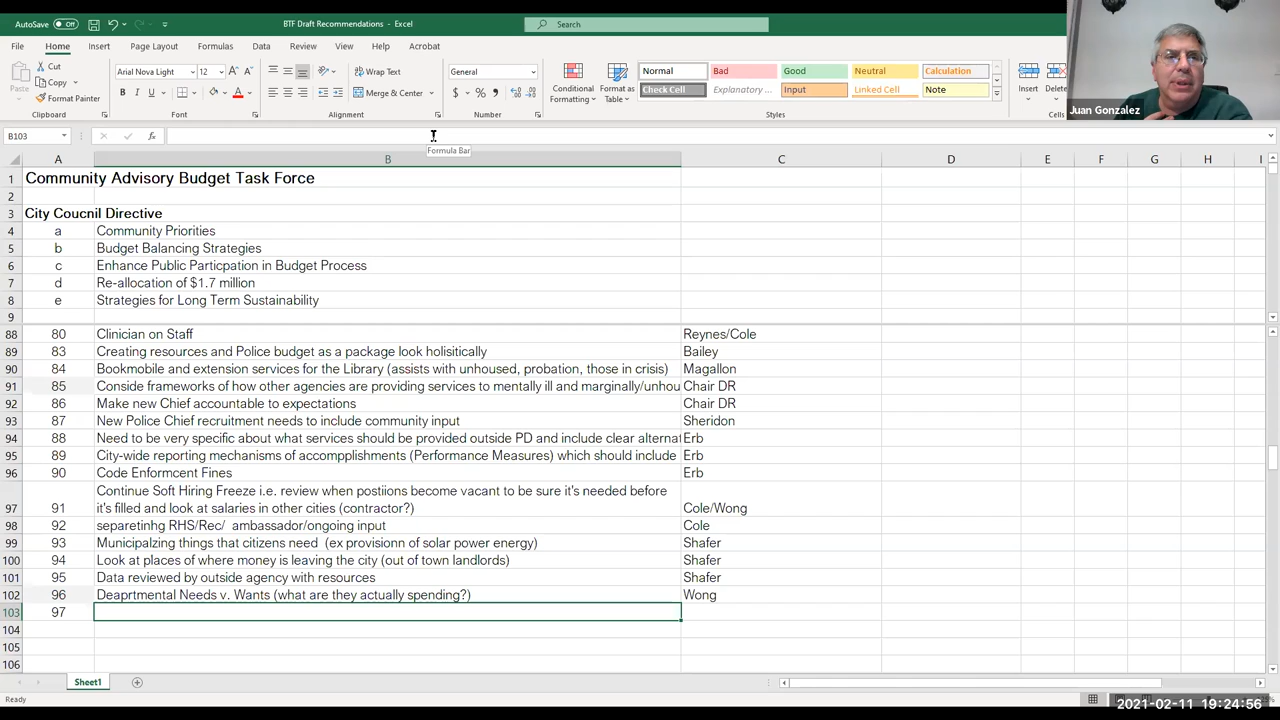 AutoSave Off
BTF Draft Recommendations - Excel
Search
File Home Insert Page Layout Formulas Data Review View Help Acrobat
Paste
Cut
Copy
Format Painter
Clipboard
Arial Nova Light 12
B I U
Font
Wrap Text
Merge & Center
Alignment
General
$ %
Number
Conditional Formatting
Format as Table
Normal Bad Good Neutral Calculation
Check Cell Explanatory ... Input Linked Cell Note
Styles
Insert Delete
Cells
Juan Gonzalez
B103
fx
Formula Bar
A B C D E F G H I
1 Community Advisory Budget Task Force
2
3 City Coucnil Directive
4 a Community Priorities
5 b Budget Balancing Strategies
6 c Enhance Public Particpation in Budget Process
7 d Re-allocation of $1.7 million
8 e Strategies for Long Term Sustainability
9
88 80 Clinician on Staff Reynes/Cole
89 83 Creating resources and Police budget as a package look holisitically Bailey
90 84 Bookmobile and extension services for the Library (assists with unhoused, probation, those in crisis) Magallon
91 85 Conside frameworks of how other agencies are providing services to mentally ill and marginally/unhou Chair DR
92 86 Make new Chief accountable to expectations Chair DR
93 87 New Police Chief recruitment needs to include community input Sheridon
94 88 Need to be very specific about what services should be provided outside PD and include clear alternat Erb
95 89 City-wide reporting mechanisms of accompplishments (Performance Measures) which should include Erb
96 90 Code Enforcment Fines Erb
Continue Soft Hiring Freeze i.e. review when postiions become vacant to be sure it's needed before
97 91 it's filled and look at salaries in other cities (contractor?) Cole/Wong
98 92 separetinhg RHS/Rec/ ambassador/ongoing input Cole
99 93 Municipalzing things that citizens need (ex provisionn of solar power energy) Shafer
100 94 Look at places of where money is leaving the city (out of town landlords) Shafer
101 95 Data reviewed by outside agency with resources Shafer
102 96 Deaprtmental Needs v. Wants (what are they actually spending?) Wong
103 97
104
105
106
Sheet1
Ready
2021-02-11 19:24:56